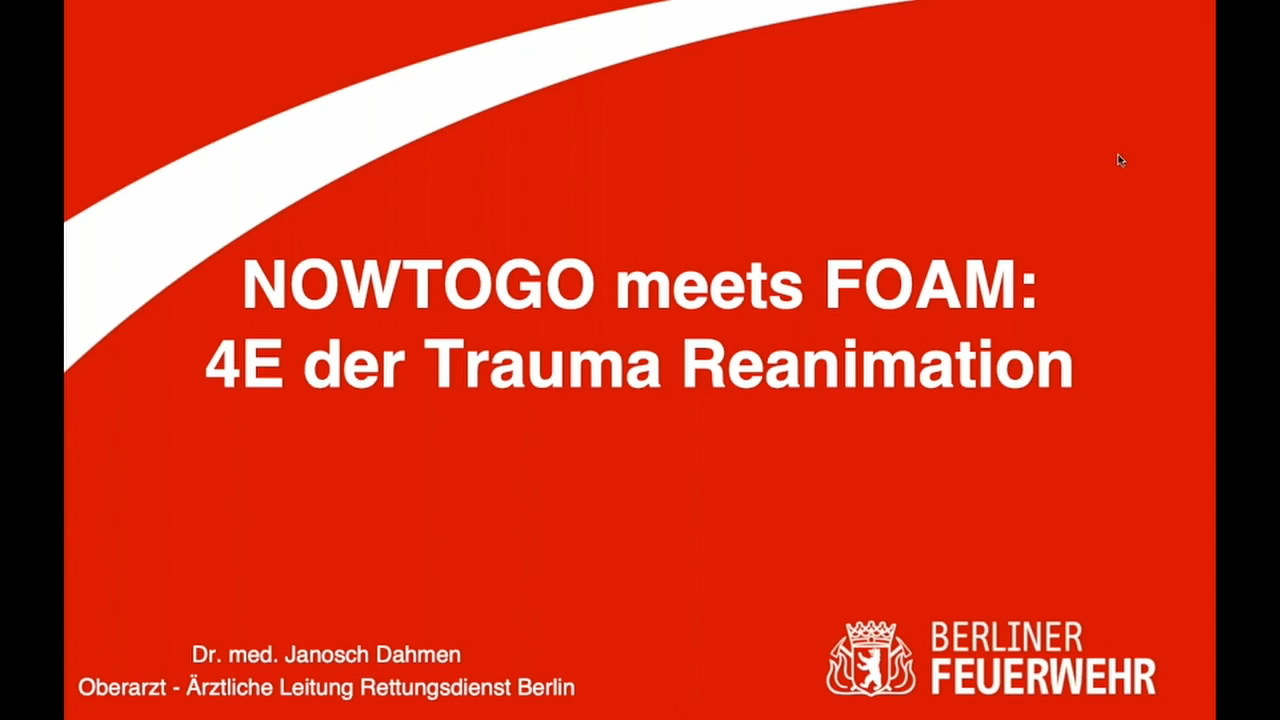 NOWTOGO meets FOAM:
4E der Trauma Reanimation
Dr. med. Janosch Dahmen
Oberarzt - Ärztliche Leitung Rettungsdienst Berlin
BERLINER
FEUERWEHR